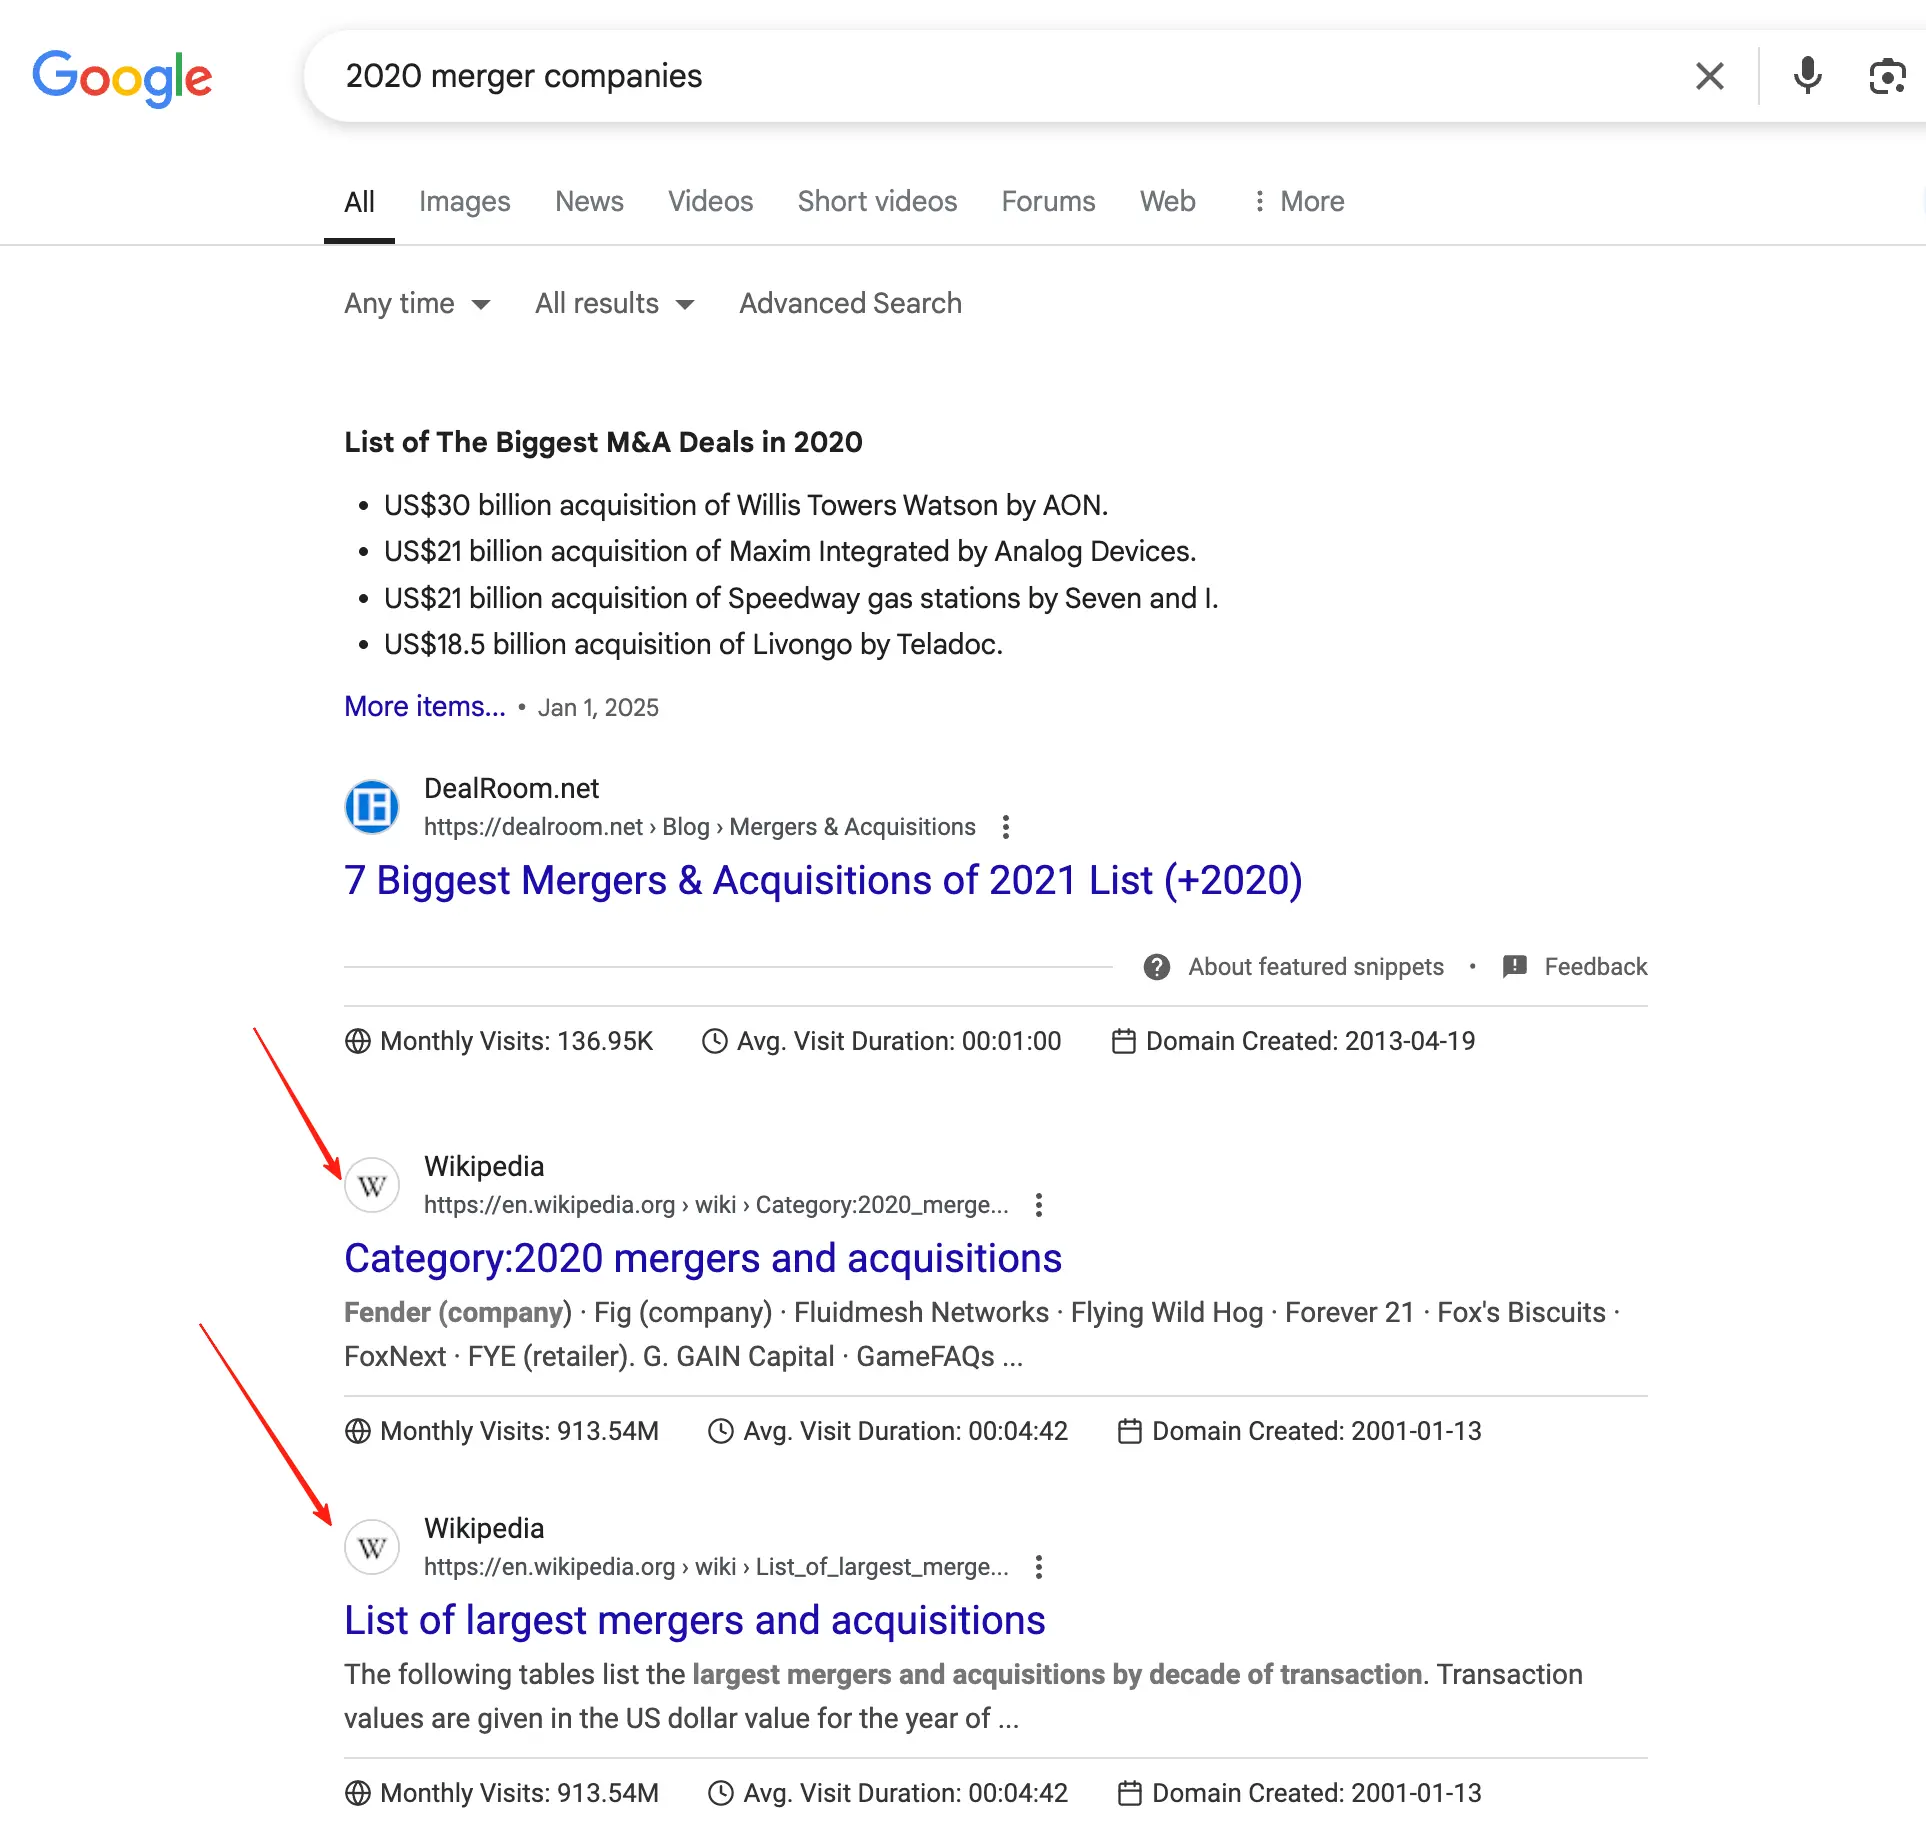 Google
2020 merger companies
All Images News Videos Short videos Forums Web More
Any time All results Advanced Search
List of The Biggest M&A Deals in 2020
• US$30 billion acquisition of Willis Towers Watson by AON.
• US$21 billion acquisition of Maxim Integrated by Analog Devices.
• US$21 billion acquisition of Speedway gas stations by Seven and I.
• US$18.5 billion acquisition of Livongo by Teladoc.
More items... • Jan 1, 2025
DealRoom.net
https://dealroom.net › Blog › Mergers & Acquisitions
7 Biggest Mergers & Acquisitions of 2021 List (+2020)
About featured snippets • Feedback
Monthly Visits: 136.95K Avg. Visit Duration: 00:01:00 Domain Created: 2013-04-19
W
Wikipedia
https://en.wikipedia.org › wiki › Category:2020_merge...
Category:2020 mergers and acquisitions
Fender (company) · Fig (company) · Fluidmesh Networks · Flying Wild Hog · Forever 21 · Fox's Biscuits ·
FoxNext · FYE (retailer). G. GAIN Capital · GameFAQs ...
Monthly Visits: 913.54M Avg. Visit Duration: 00:04:42 Domain Created: 2001-01-13
W
Wikipedia
https://en.wikipedia.org › wiki › List_of_largest_merge...
List of largest mergers and acquisitions
The following tables list the largest mergers and acquisitions by decade of transaction. Transaction
values are given in the US dollar value for the year of ...
Monthly Visits: 913.54M Avg. Visit Duration: 00:04:42 Domain Created: 2001-01-13